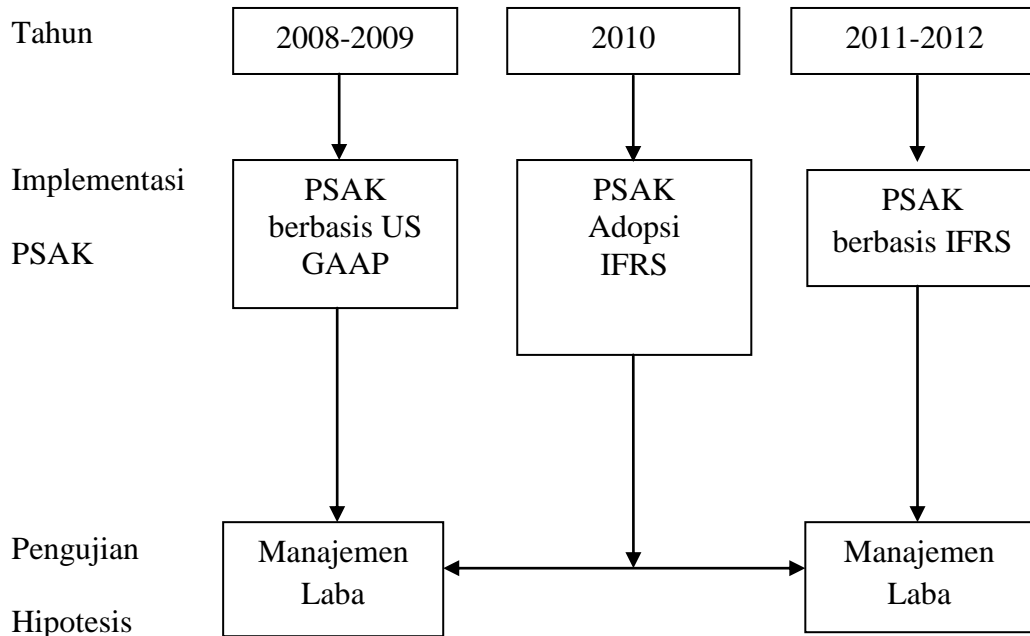 Tahun
2008-2009
2010
2011-2012
Implementasi
PSAK
PSAK
berbasis US
GAAP
PSAK
Adopsi
IFRS
PSAK
berbasis IFRS
Pengujian
Hipotesis
Manajemen
Laba
Manajemen
Laba